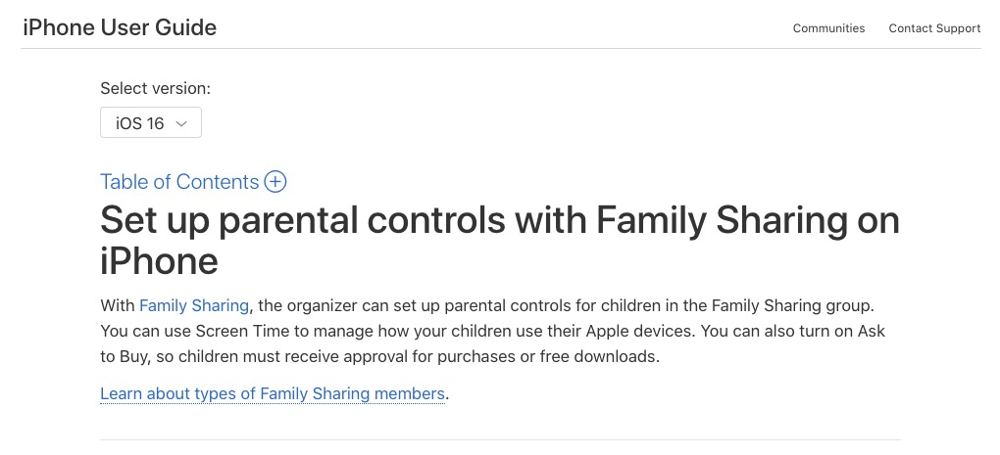 iPhone User Guide
Communities
Contact Support
Select version:
iOS 16
Table of Contents
Set up parental controls with Family Sharing on
iPhone
With Family Sharing, the organizer can set up parental controls for children in the Family Sharing group.
You can use Screen Time to manage how your children use their Apple devices. You can also turn on Ask
to Buy, so children must receive approval for purchases or free downloads.
Learn about types of Family Sharing members.